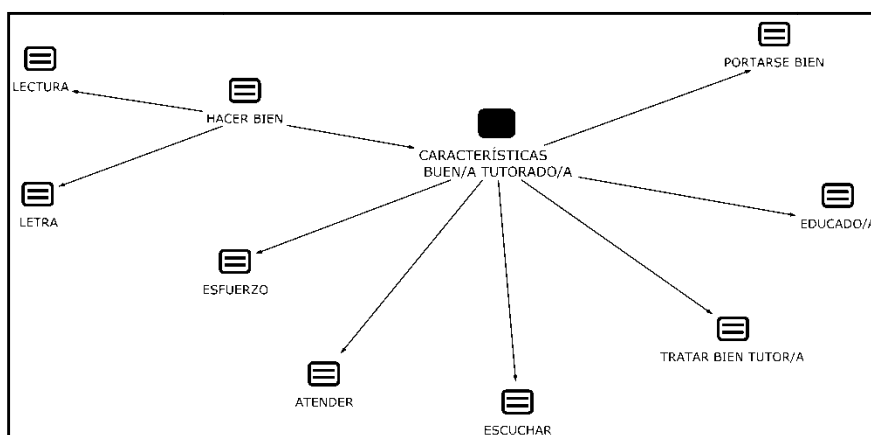 PORTARSE BIEN
LECTURA
HACER BIEN
CARACTERÍSTICAS
BUEN/A TUTORADO/A
LETRA
EDUCADO/A
ESFUERZO
TRATAR BIEN TUTOR/A
ATENDER
ESCUCHAR